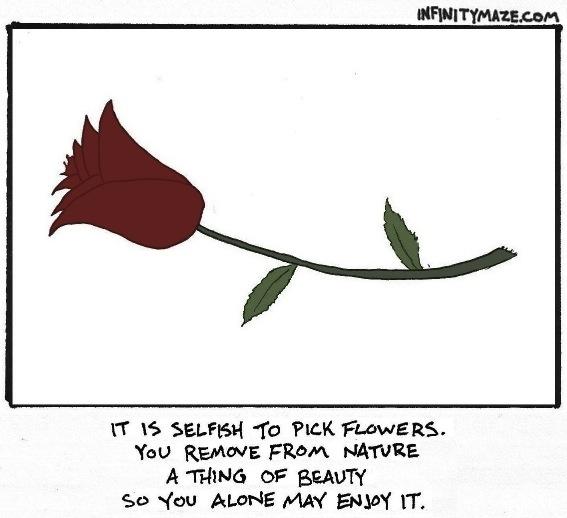 INFINITYMAZE.COM
IT IS SELFISH TO PICK FLOWERS.
YOU REMOVE FROM NATURE
A THING OF BEAUTY
SO YOU ALONE MAY ENJOY IT.